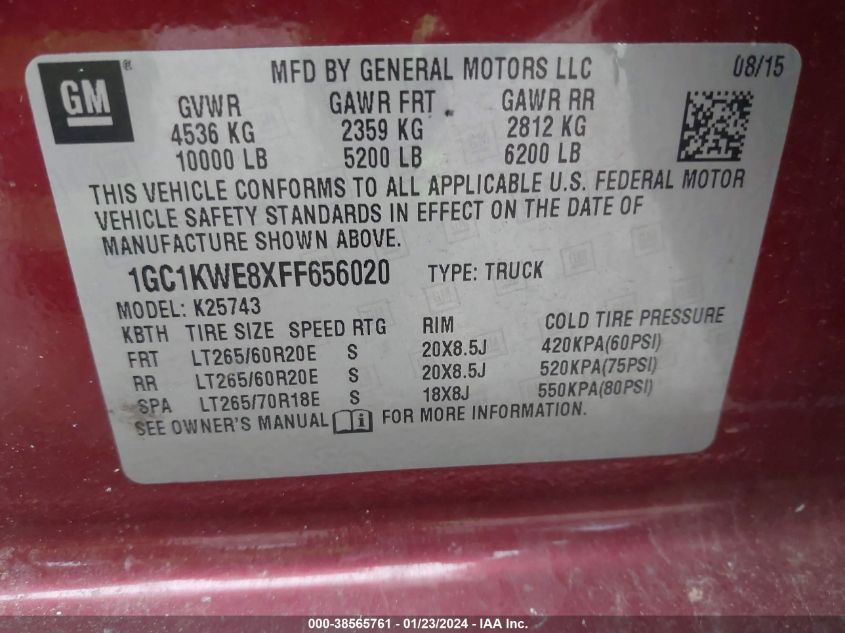 GM ®
MFD BY GENERAL MOTORS LLC 08/15
GVWR GAWR FRT GAWR RR
4536 KG 2359 KG 2812 KG
10000 LB 5200 LB 6200 LB
THIS VEHICLE CONFORMS TO ALL APPLICABLE U.S. FEDERAL MOTOR
VEHICLE SAFETY STANDARDS IN EFFECT ON THE DATE OF
MANUFACTURE SHOWN ABOVE.
1GC1KWE8XFF656020 TYPE: TRUCK
MODEL: K25743
KBTH TIRE SIZE SPEED RTG RIM COLD TIRE PRESSURE
FRT LT265/60R20E S 20X8.5J 420KPA(60PSI)
RR LT265/60R20E S 20X8.5J 520KPA(75PSI)
SPA LT265/70R18E S 18X8J 550KPA(80PSI)
SEE OWNER'S MANUAL i FOR MORE INFORMATION.
000-38565761 - 01/23/2024 - IAA Inc.